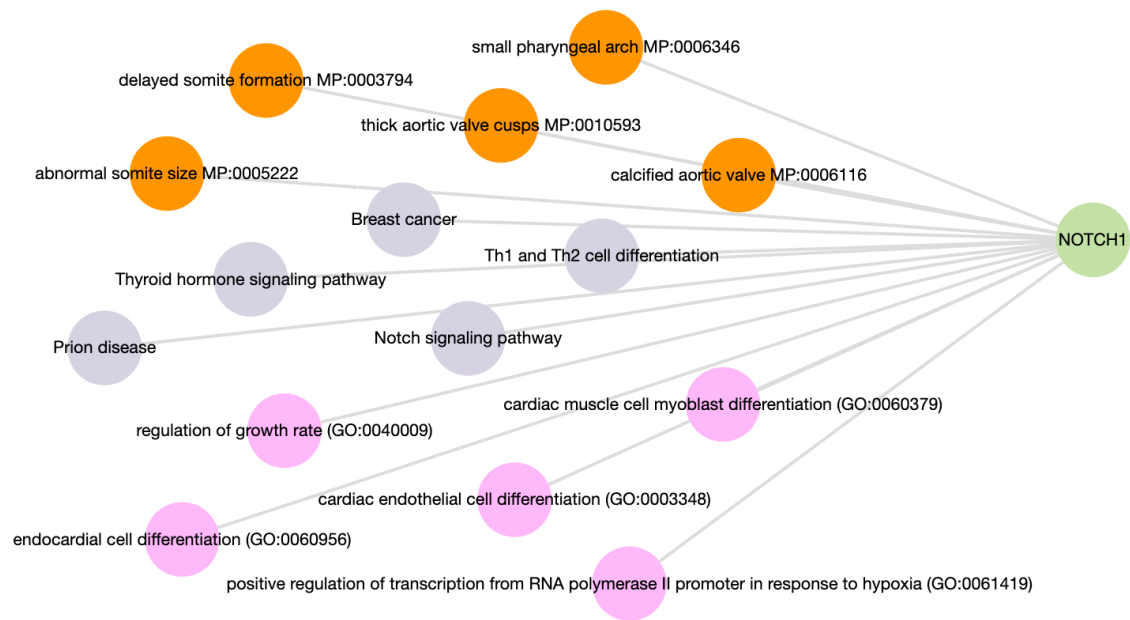 small pharyngeal arch MP:0006346
delayed somite formation MP:0003794
thick aortic valve cusps MP:0010593
abnormal somite size MP:0005222
calcified aortic valve MP:0006116
Breast cancer
NOTCH1
Th1 and Th2 cell differentiation
Thyroid hormone signaling pathway
Notch signaling pathway
Prion disease
cardiac muscle cell myoblast differentiation (GO:0060379)
regulation of growth rate (GO:0040009)
cardiac endothelial cell differentiation (GO:0003348)
endocardial cell differentiation (GO:0060956)
positive regulation of transcription from RNA polymerase II promoter in response to hypoxia (GO:0061419)